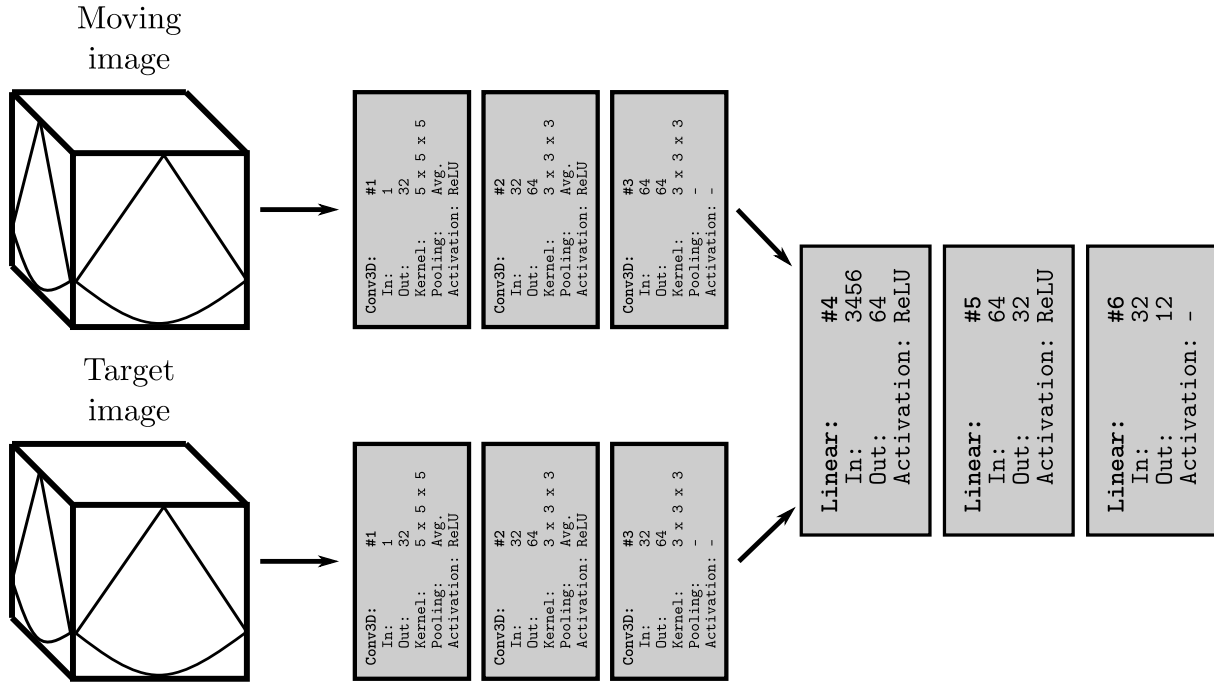 Moving
image
Conv3D: #1
In: 1
Out: 32
Kernel: 5 x 5 x 5
Pooling: Avg.
Activation: ReLU
Conv3D: #2
In: 32
Out: 64
Kernel: 3 x 3 x 3
Pooling: Avg.
Activation: ReLU
Conv3D: #3
In: 64
Out: 64
Kernel: 3 x 3 x 3
Pooling: -
Activation: -
Target
image
Conv3D: #1
In: 1
Out: 32
Kernel: 5 x 5 x 5
Pooling: Avg.
Activation: ReLU
Conv3D: #2
In: 32
Out: 64
Kernel: 3 x 3 x 3
Pooling: Avg.
Activation: ReLU
Conv3D: #3
In: 32
Out: 64
Kernel: 3 x 3 x 3
Pooling: -
Activation: -
Linear: #4
In: 3456
Out: 64
Activation: ReLU
Linear: #5
In: 64
Out: 32
Activation: ReLU
Linear: #6
In: 32
Out: 12
Activation: -